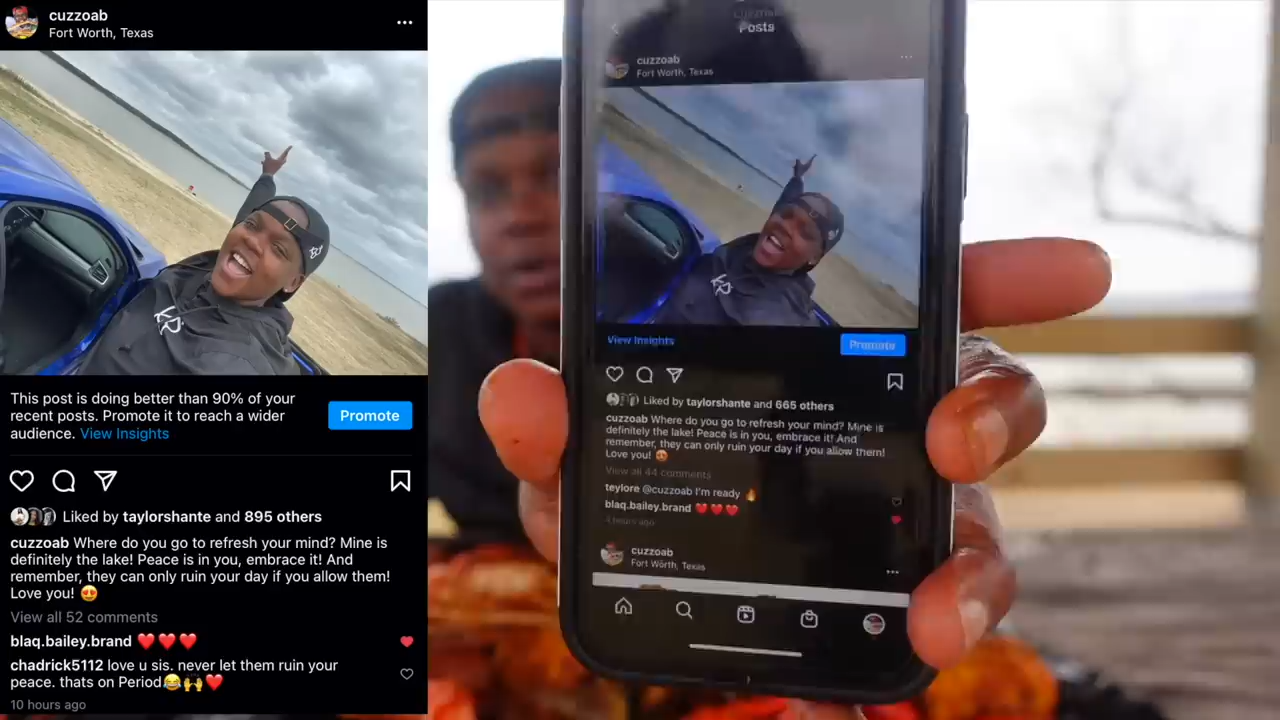 cuzzoab
Fort Worth, Texas
This post is doing better than 90% of your
recent posts. Promote it to reach a wider
audience. View Insights
Promote
Liked by taylorshante and 895 others
cuzzoab Where do you go to refresh your mind? Mine is
definitely the lake! Peace is in you, embrace it! And
remember, they can only ruin your day if you allow them!
Love you! 😍
View all 52 comments
blaq.bailey.brand ❤️❤️❤️
chadrick5112 love u sis. never let them ruin your
peace. thats on Period😂🙌❤️
10 hours ago
Posts
cuzzoab
Fort Worth, Texas
View Insights
Promote
Liked by taylorshante and 665 others
cuzzoab Where do you go to refresh your mind? Mine is
definitely the lake! Peace is in you, embrace it! And
remember, they can only ruin your day if you allow them!
Love you! 😍
View all 44 comments
teylore @cuzzoab I'm ready 🔥
blaq.bailey.brand ❤️❤️❤️
hours ago
cuzzoab
Fort Worth, Texas